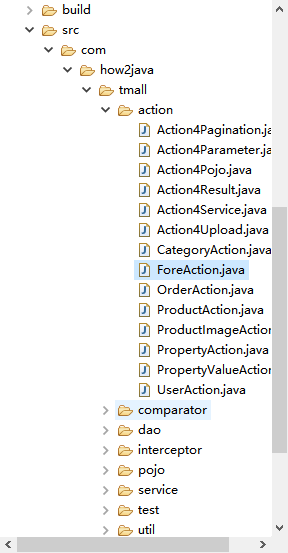 build
src
com
how2java
tmall
action
Action4Pagination.ja
Action4Parameter.ja
Action4Pojo.java
Action4Result.java
Action4Service.java
Action4Upload.java
CategoryAction.java
ForeAction.java
OrderAction.java
ProductAction.java
ProductImageAction
PropertyAction.java
PropertyValueAction
UserAction.java
comparator
dao
interceptor
pojo
service
test
util